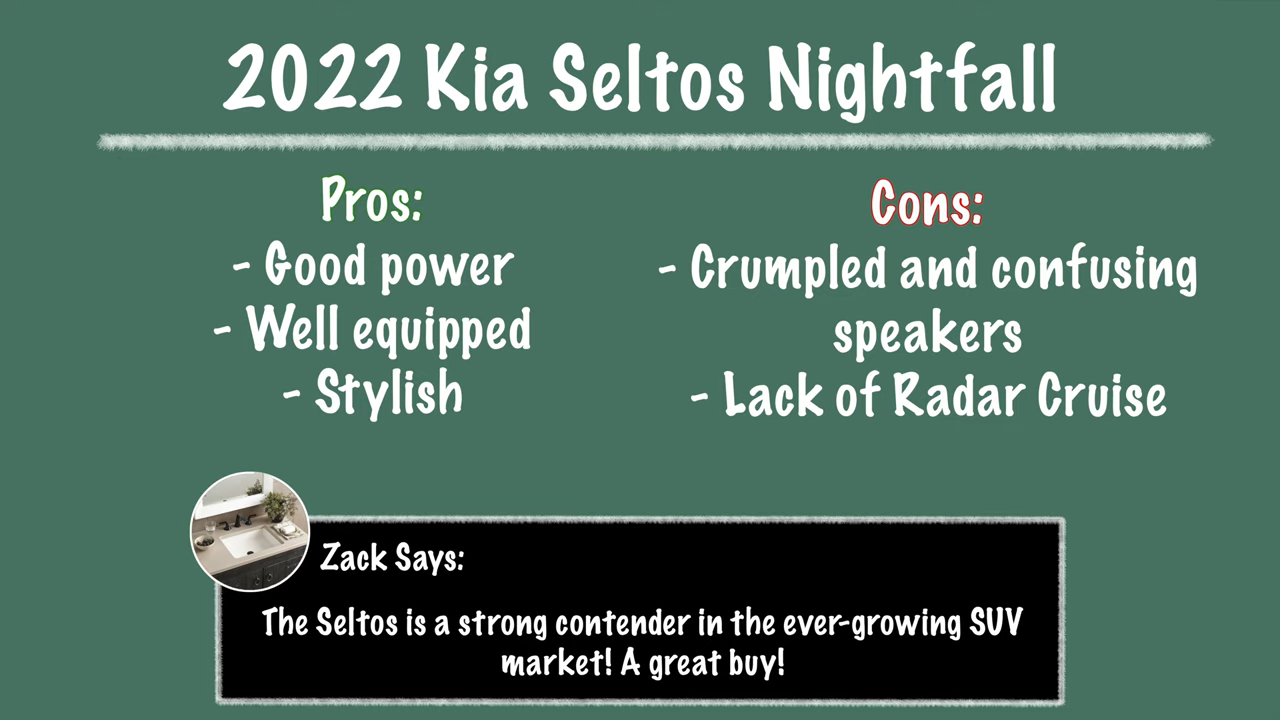 2022 Kia Seltos Nightfall
Pros:
- Good power
- Well equipped
- Stylish
Cons:
- Crumpled and confusing
speakers
- Lack of Radar Cruise
Zack Says:
The Seltos is a strong contender in the ever-growing SUV
market! A great buy!